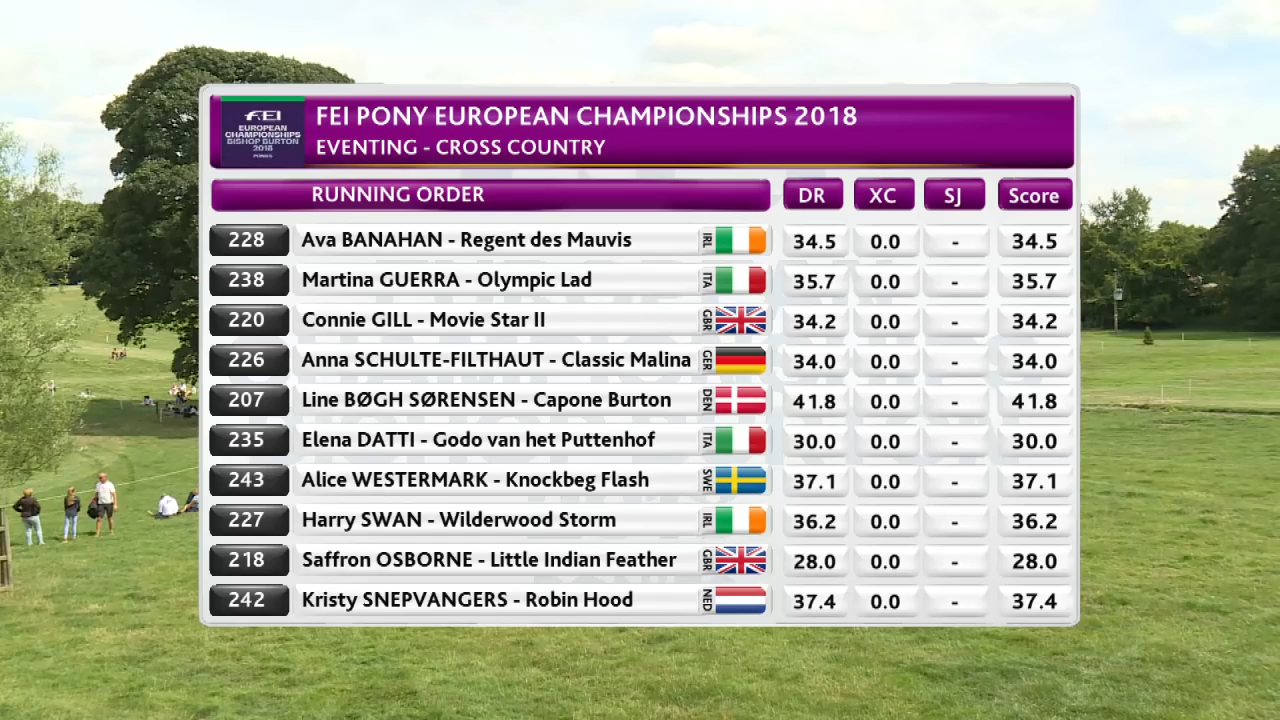 FEI
EUROPEAN
CHAMPIONSHIPS
BISHOP BURTON
2018
PONIES
FEI PONY EUROPEAN CHAMPIONSHIPS 2018
EVENTING - CROSS COUNTRY
RUNNING ORDER DR XC SJ Score
228 Ava BANAHAN - Regent des Mauvis IRL 34.5 0.0 - 34.5
238 Martina GUERRA - Olympic Lad ITA 35.7 0.0 - 35.7
220 Connie GILL - Movie Star II GBR 34.2 0.0 - 34.2
226 Anna SCHULTE-FILTHAUT - Classic Malina GER 34.0 0.0 - 34.0
207 Line BØGH SØRENSEN - Capone Burton DEN 41.8 0.0 - 41.8
235 Elena DATTI - Godo van het Puttenhof ITA 30.0 0.0 - 30.0
243 Alice WESTERMARK - Knockbeg Flash SWE 37.1 0.0 - 37.1
227 Harry SWAN - Wilderwood Storm IRL 36.2 0.0 - 36.2
218 Saffron OSBORNE - Little Indian Feather GBR 28.0 0.0 - 28.0
242 Kristy SNEPVANGERS - Robin Hood NED 37.4 0.0 - 37.4